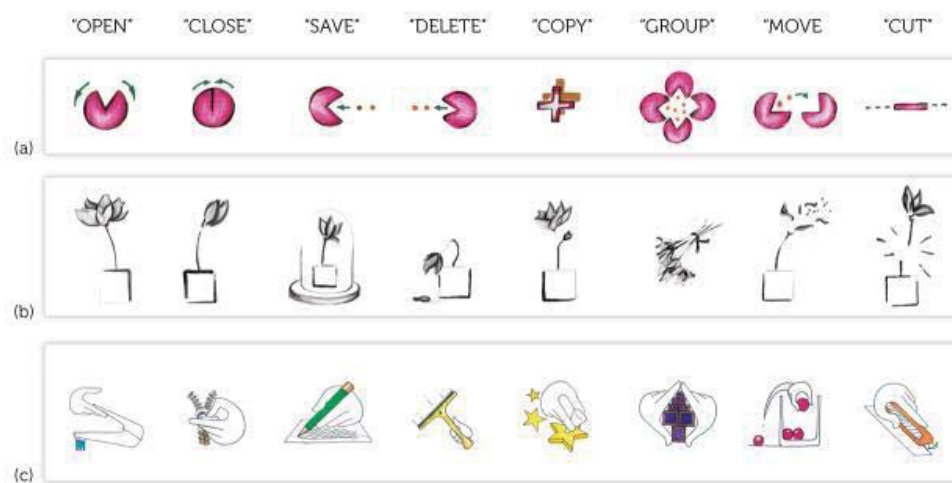 "OPEN" "CLOSE" "SAVE" "DELETE" "COPY" "GROUP" "MOVE "CUT"
(a)
(b)
(c)